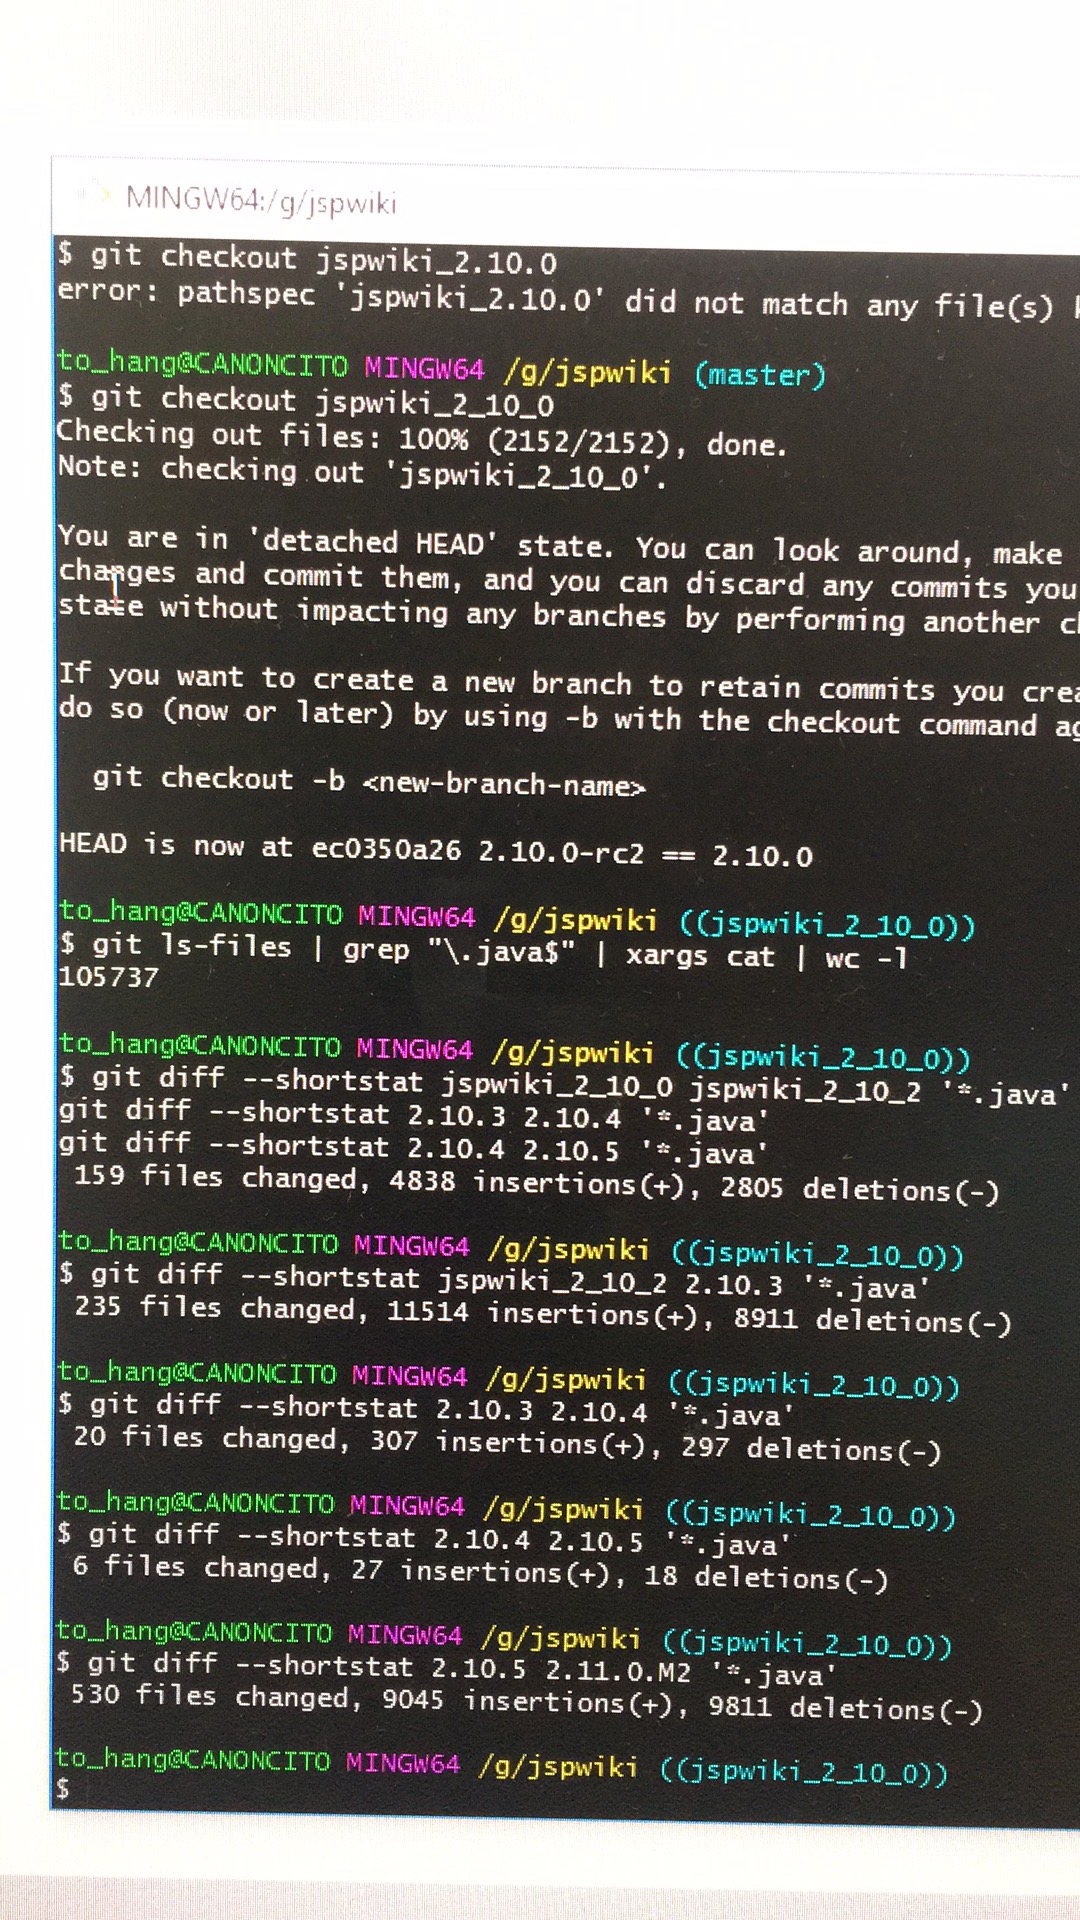 MINGW64:/g/jspwiki
$ git checkout jspwiki_2.10.0
error: pathspec 'jspwiki_2.10.0' did not match any file(s)

to_hang@CANONCITO MINGW64 /g/jspwiki (master)
$ git checkout jspwiki_2_10_0
Checking out files: 100% (2152/2152), done.
Note: checking out 'jspwiki_2_10_0'.

You are in 'detached HEAD' state. You can look around, make
changes and commit them, and you can discard any commits you
state without impacting any branches by performing another

If you want to create a new branch to retain commits you
do so (now or later) by using -b with the checkout command

  git checkout -b <new-branch-name>

HEAD is now at ec0350a26 2.10.0-rc2 == 2.10.0

to_hang@CANONCITO MINGW64 /g/jspwiki ((jspwiki_2_10_0))
$ git ls-files | grep "\.java$" | xargs cat | wc -l
105737

to_hang@CANONCITO MINGW64 /g/jspwiki ((jspwiki_2_10_0))
$ git diff --shortstat jspwiki_2_10_0 jspwiki_2_10_2 '*.java'
git diff --shortstat 2.10.3 2.10.4 '*.java'
git diff --shortstat 2.10.4 2.10.5 '*.java'
 159 files changed, 4838 insertions(+), 2805 deletions(-)

to_hang@CANONCITO MINGW64 /g/jspwiki ((jspwiki_2_10_0))
$ git diff --shortstat jspwiki_2_10_2 2.10.3 '*.java'
 235 files changed, 11514 insertions(+), 8911 deletions(-)

to_hang@CANONCITO MINGW64 /g/jspwiki ((jspwiki_2_10_0))
$ git diff --shortstat 2.10.3 2.10.4 '*.java'
 20 files changed, 307 insertions(+), 297 deletions(-)

to_hang@CANONCITO MINGW64 /g/jspwiki ((jspwiki_2_10_0))
$ git diff --shortstat 2.10.4 2.10.5 '*.java'
 6 files changed, 27 insertions(+), 18 deletions(-)

to_hang@CANONCITO MINGW64 /g/jspwiki ((jspwiki_2_10_0))
$ git diff --shortstat 2.10.5 2.11.0.M2 '*.java'
 530 files changed, 9045 insertions(+), 9811 deletions(-)

to_hang@CANONCITO MINGW64 /g/jspwiki ((jspwiki_2_10_0))
$